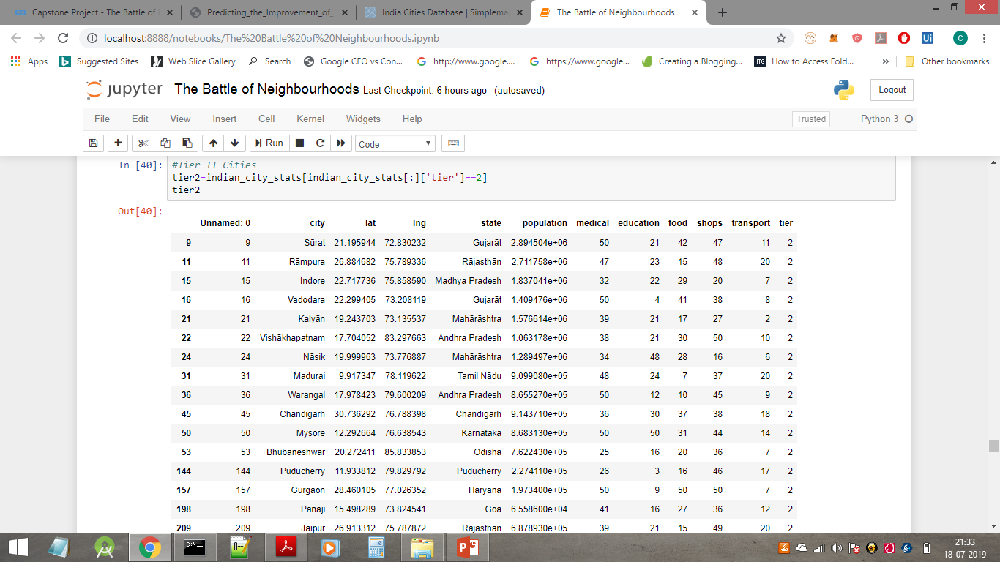 Capstone Project - The Battle of
Predicting_the_Improvement_of_
India Cities Database | Simplema
The Battle of Neighbourhoods
localhost:8888/notebooks/The%20Battle%20of%20Neighbourhoods.ipynb
Apps Suggested Sites Web Slice Gallery Search Google CEO vs Con... http://www.google.... https://www.google... Creating a Blogging... HTG How to Access Fold... » Other bookmarks
jupyter The Battle of Neighbourhoods Last Checkpoint: 6 hours ago (autosaved) Logout
File Edit View Insert Cell Kernel Widgets Help Trusted Python 3
Run Code
In [40]: #Tier II Cities
tier2=indian_city_stats[indian_city_stats[:]['tier']==2]
tier2
Out[40]:
Unnamed: 0 city lat lng state population medical education food shops transport tier
9 9 Sūrat 21.195944 72.830232 Gujarāt 2.894504e+06 50 21 42 47 11 2
11 11 Rāmpura 26.884682 75.789336 Rājasthān 2.711758e+06 47 23 15 48 20 2
15 15 Indore 22.717736 75.858590 Madhya Pradesh 1.837041e+06 32 22 29 20 7 2
16 16 Vadodara 22.299405 73.208119 Gujarāt 1.409476e+06 50 4 41 38 8 2
21 21 Kalyān 19.243703 73.135537 Mahārāshtra 1.576614e+06 39 21 17 27 2 2
22 22 Vishākhapatnam 17.704052 83.297663 Andhra Pradesh 1.063178e+06 38 21 30 50 10 2
24 24 Nāsik 19.999963 73.776887 Mahārāshtra 1.289497e+06 34 48 28 16 6 2
31 31 Madurai 9.917347 78.119622 Tamil Nādu 9.099080e+05 48 24 7 37 20 2
36 36 Warangal 17.978423 79.600209 Andhra Pradesh 8.655270e+05 50 12 10 45 9 2
45 45 Chandigarh 30.736292 76.788398 Chandīgarh 9.143710e+05 36 30 37 38 18 2
50 50 Mysore 12.292664 76.638543 Karnātaka 8.683130e+05 50 50 31 44 14 2
53 53 Bhubaneshwar 20.272411 85.833853 Odisha 7.622430e+05 25 16 20 36 7 2
144 144 Puducherry 11.933812 79.829792 Puducherry 2.274110e+05 26 3 16 46 17 2
157 157 Gurgaon 28.460105 77.026352 Haryāna 1.973400e+05 50 9 50 50 7 2
198 198 Panaji 15.498289 73.824541 Goa 6.558600e+04 41 16 27 36 12 2
209 209 Jaipur 26.913312 75.787872 Rājasthān 6.878930e+05 39 21 15 49 20 2
21:33
18-07-2019